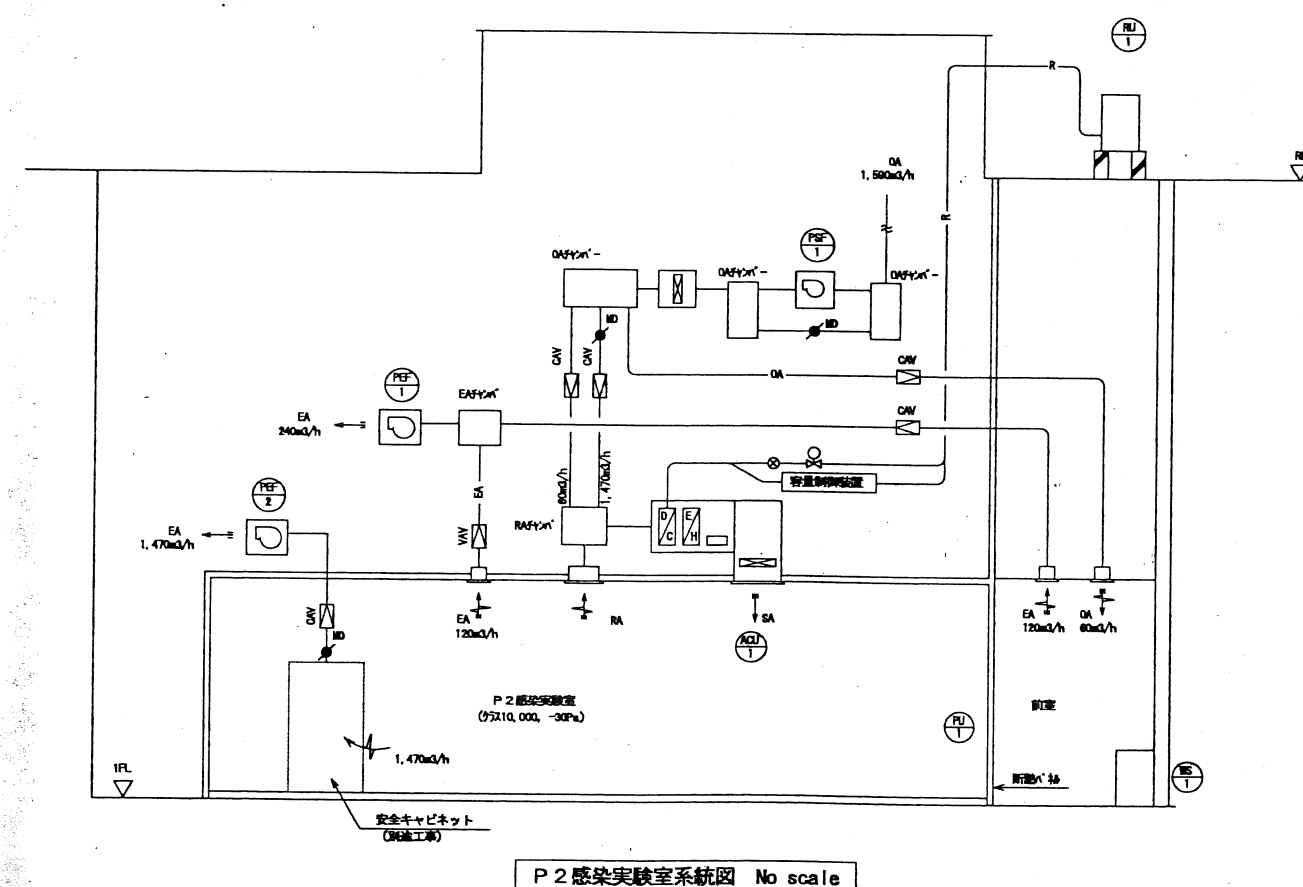 RU
1
R
RF
OA
1,590m3/h
R
PSF
1
OAチャンバー
OAチャンバー
OAチャンバー
MD
MD
CAV
CAV
CAV
OA
PEF
1
EAチャンバ
CAV
EA
240m3/h
60m3/h
1,470m3/h
容量制御装置
PEF
2
EA
D
C
E
H
RAチャンバ
EA
1,470m3/h
VAV
CAV
MD
EA
120m3/h
RA
SA
ACU
1
EA
120m3/h
OA
60m3/h
P2感染実験室
(クラス10,000, -30Pa)
前室
PU
1
1,470m3/h
1FL
断熱パネル
WS
1
安全キャビネット
(別途工事)
P2感染実験室系統図 No scale